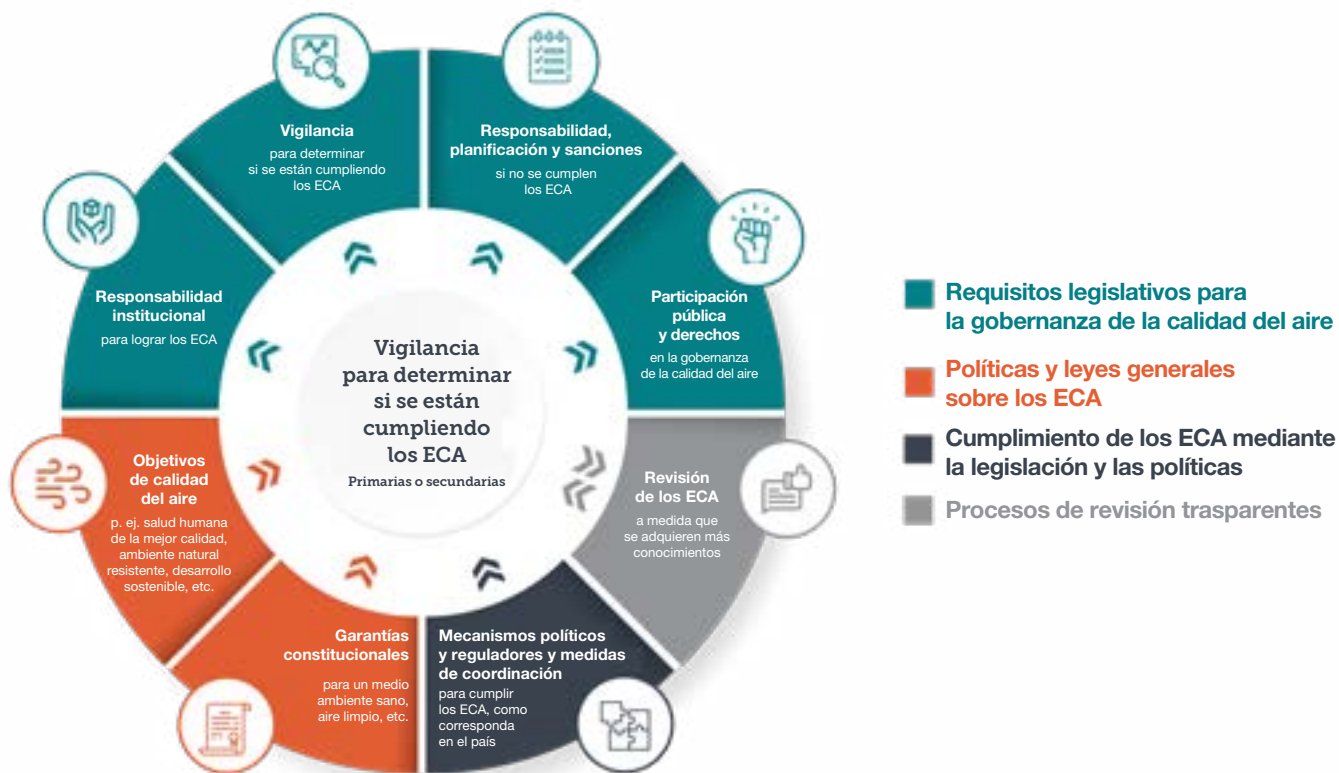 Vigilancia
para determinar
si se están cumpliendo
los ECA
Responsabilidad,
planificación y sanciones
si no se cumplen
los ECA
Participación
pública
y derechos
en la gobernanza
de la calidad del aire
Revisión
de los ECA
a medida que
se adquieren más
conocimientos
Mecanismos políticos
y reguladores y medidas
de coordinación
para cumplir
los ECA, como
corresponda
en el país
Garantías
constitucionales
para un medio
ambiente sano,
aire limpio, etc.
Objetivos
de calidad
del aire
p. ej. salud humana
de la mejor calidad,
ambiente natural
resistente, desarrollo
sostenible, etc.
Responsabilidad
institucional
para lograr los ECA
Vigilancia
para determinar
si se están
cumpliendo
los ECA
Primarias o secundarias
Requisitos legislativos para
la gobernanza de la calidad del aire
Políticas y leyes generales
sobre los ECA
Cumplimiento de los ECA mediante
la legislación y las políticas
Procesos de revisión trasparentes